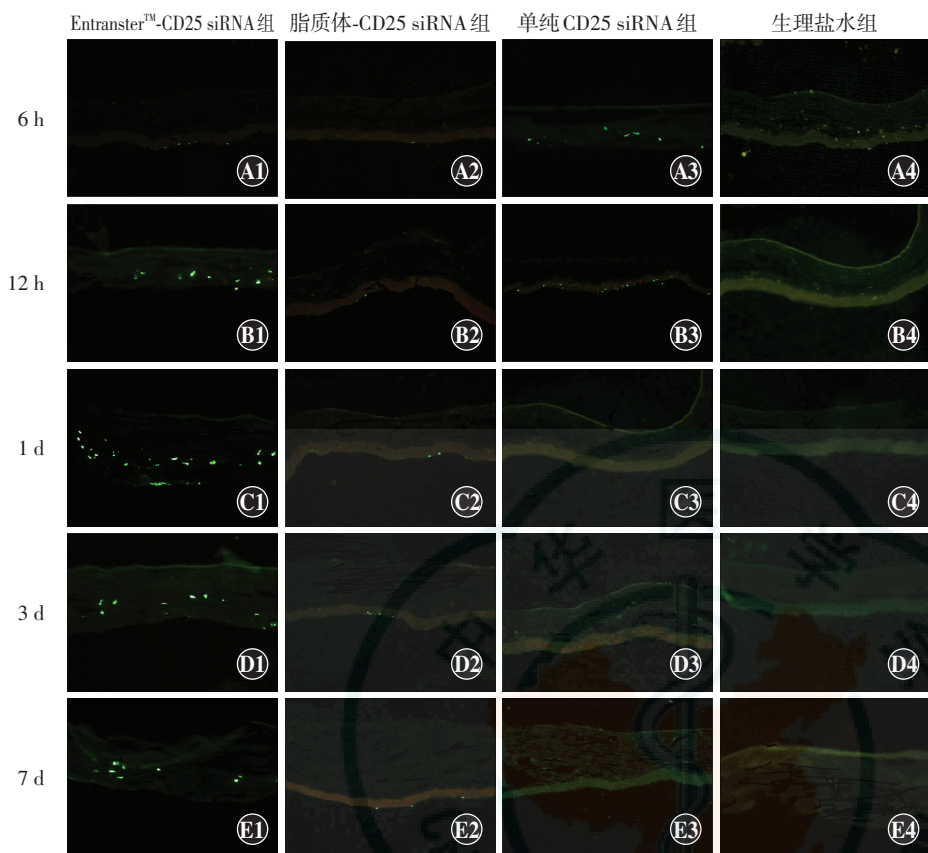 Entranster™-CD25 siRNA组 脂质体-CD25 siRNA组 单纯CD25 siRNA组 生理盐水组
6 h
A1 A2 A3 A4
12 h
B1 B2 B3 B4
1 d
C1 C2 C3 C4
3 d
D1 D2 D3 D4
7 d
E1 E2 E3 E4
华 医